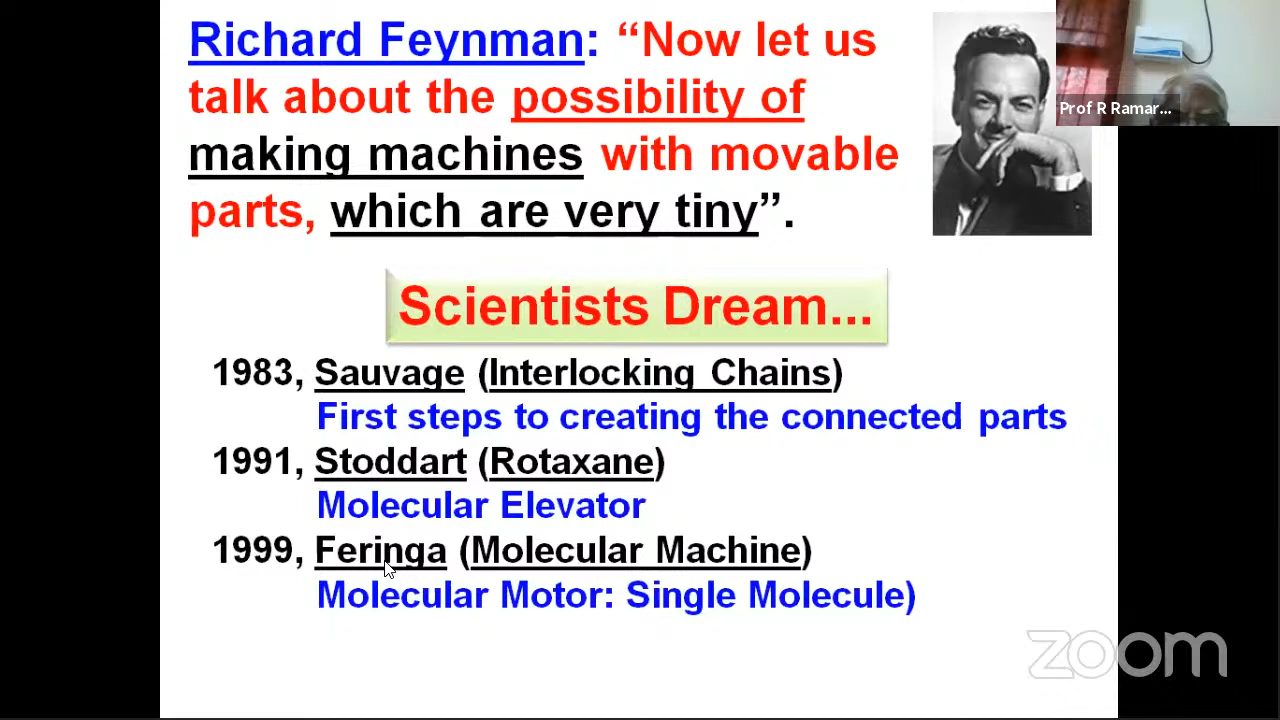 Richard Feynman: “Now let us
talk about the possibility of
making machines with movable
parts, which are very tiny”.
Prof R Ramar...
Scientists Dream...
1983, Sauvage (Interlocking Chains)
First steps to creating the connected parts
1991, Stoddart (Rotaxane)
Molecular Elevator
1999, Feringa (Molecular Machine)
Molecular Motor: Single Molecule)
zoom